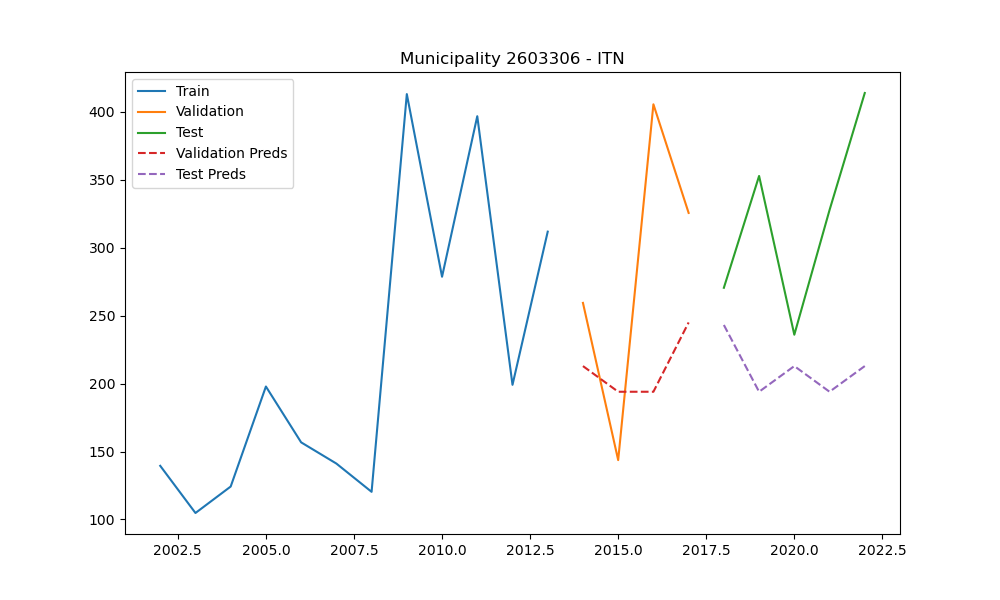 Municipality 2603306 - ITN
Train
Validation
Test
Validation Preds
Test Preds
400
350
300
250
200
150
100
2002.5 2005.0 2007.5 2010.0 2012.5 2015.0 2017.5 2020.0 2022.5